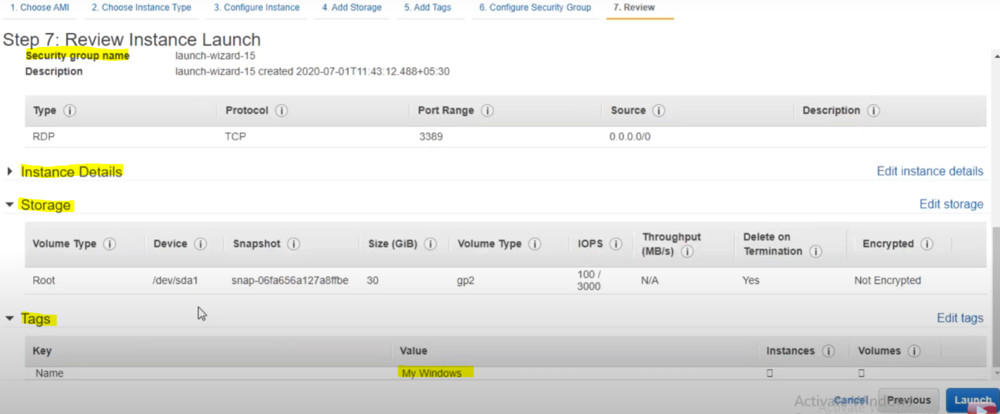 1. Choose AMI 2. Choose Instance Type 3. Configure Instance 4. Add Storage 5. Add Tags 6. Configure Security Group 7. Review
Step 7: Review Instance Launch
Security group name launch-wizard-15
Description launch-wizard-15 created 2020-07-01T11:43:12.488+05:30
Type Protocol Port Range Source Description
RDP TCP 3389 0.0.0.0/0
Instance Details Edit instance details
Storage Edit storage
Volume Type Device Snapshot Size (GiB) Volume Type IOPS Throughput (MB/s) Delete on Termination Encrypted
Root /dev/sda1 snap-06fa656a127a8ffbe 30 gp2 100 / 3000 N/A Yes Not Encrypted
Tags Edit tags
Key Value Instances Volumes
Name My Windows
Activate Windows
Cancel Previous Launch